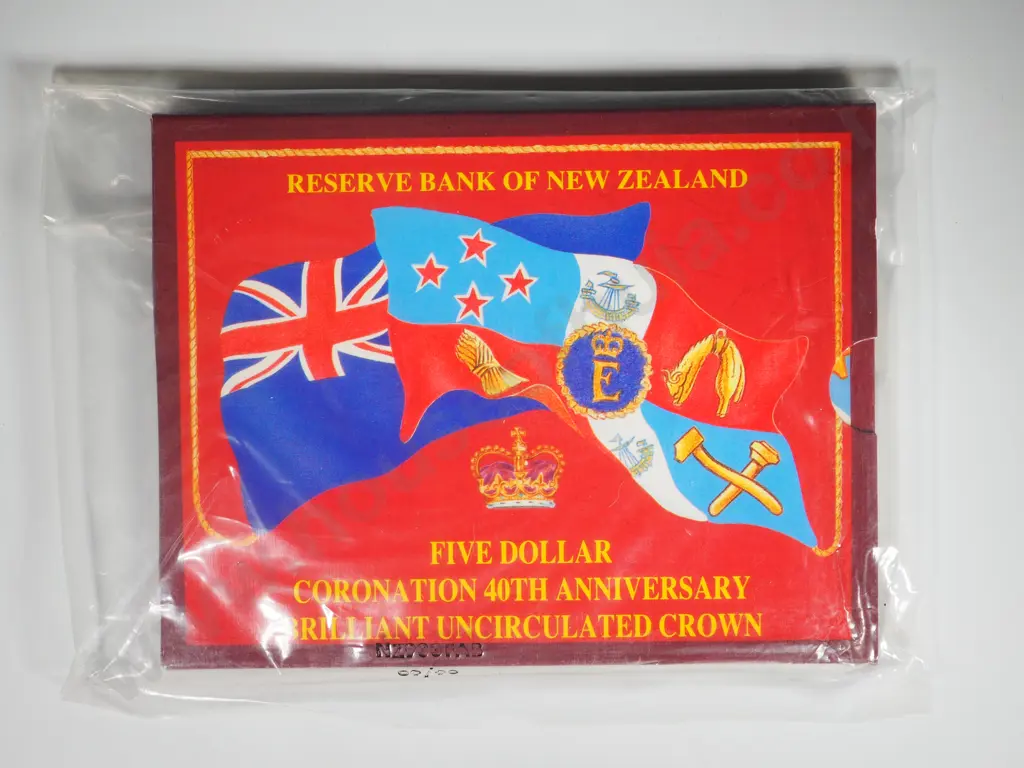 RESERVE BANK OF NEW ZEALAND
E
FIVE DOLLAR
CORONATION 40TH ANNIVERSARY
BRILLIANT UNCIRCULATED CROWN